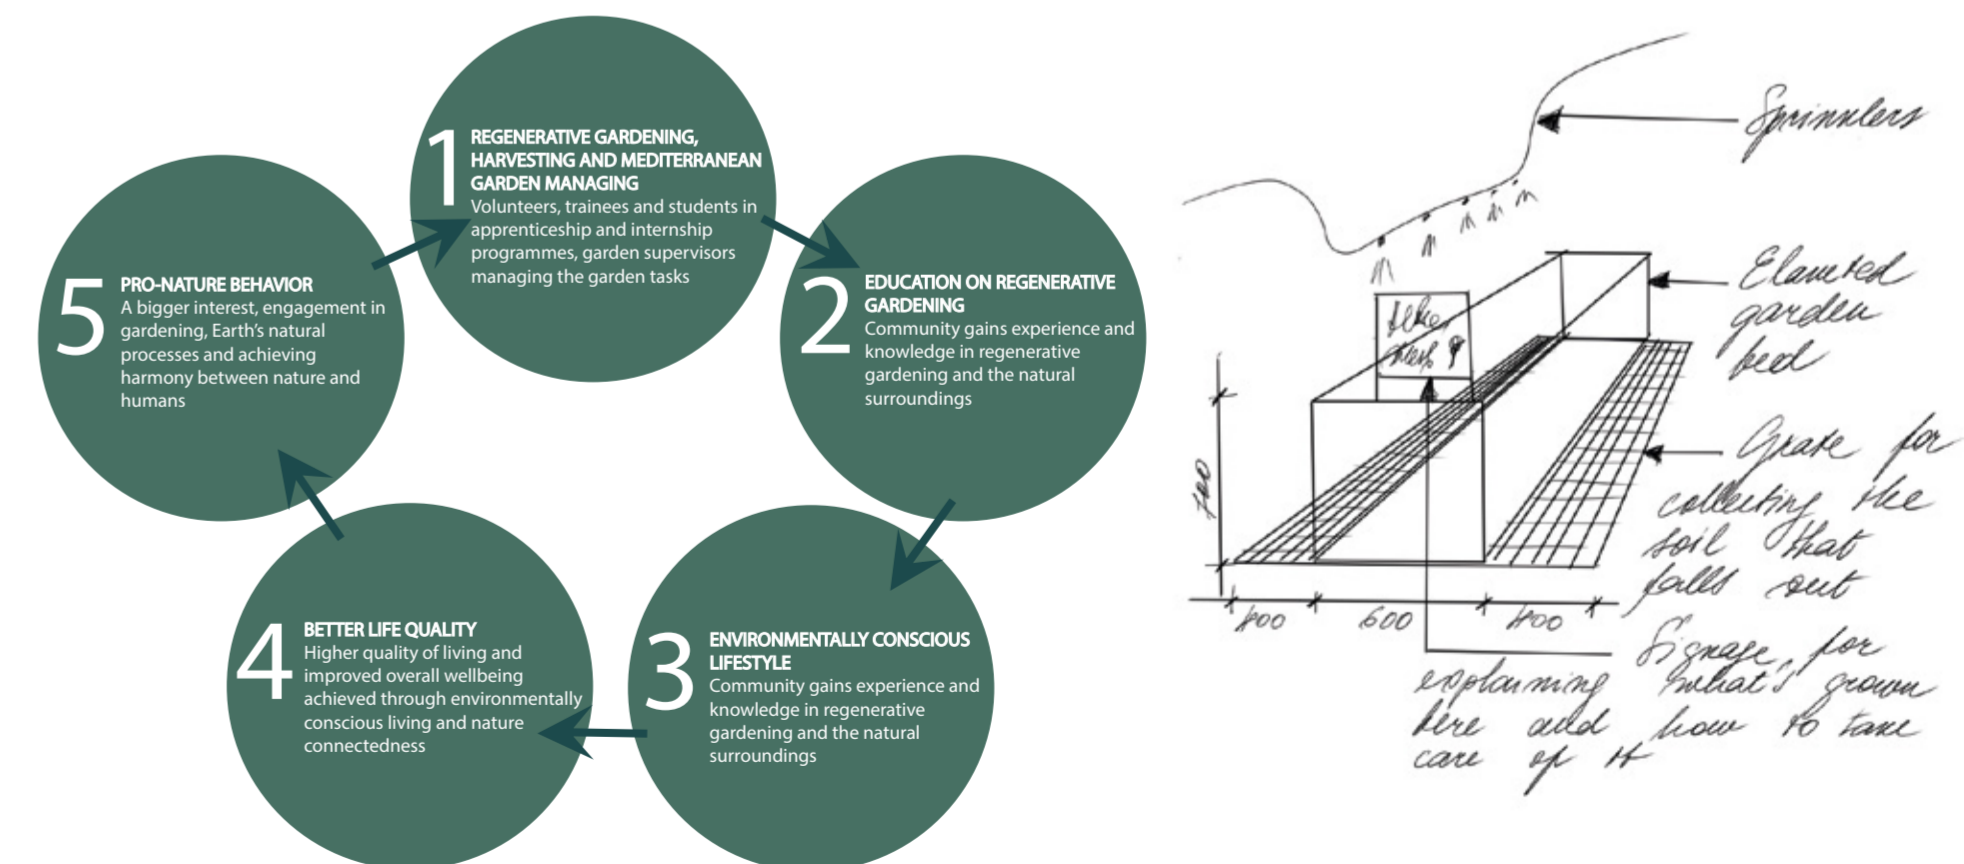 1
REGENERATIVE GARDENING,
HARVESTING AND MEDITERRANEAN
GARDEN MANAGING
Volunteers, trainees and students in
apprenticeship and internship
programmes, garden supervisors
managing the garden tasks
2
EDUCATION ON REGENERATIVE
GARDENING
Community gains experience and
knowledge in regenerative
gardening and the natural
surroundings
3
ENVIRONMENTALLY CONSCIOUS
LIFESTYLE
Community gains experience and
knowledge in regenerative
gardening and the natural
surroundings
4
BETTER LIFE QUALITY
Higher quality of living and
improved overall wellbeing
achieved through environmentally
conscious living and nature
connectedness
5
PRO-NATURE BEHAVIOR
A bigger interest, engagement in
gardening, Earth's natural
processes and achieving
harmony between nature and
humans
garden
bed
Grate for
collecting the
soil that
falls out
600
Signage, for
explaining what's grown
here and how to take
care of it